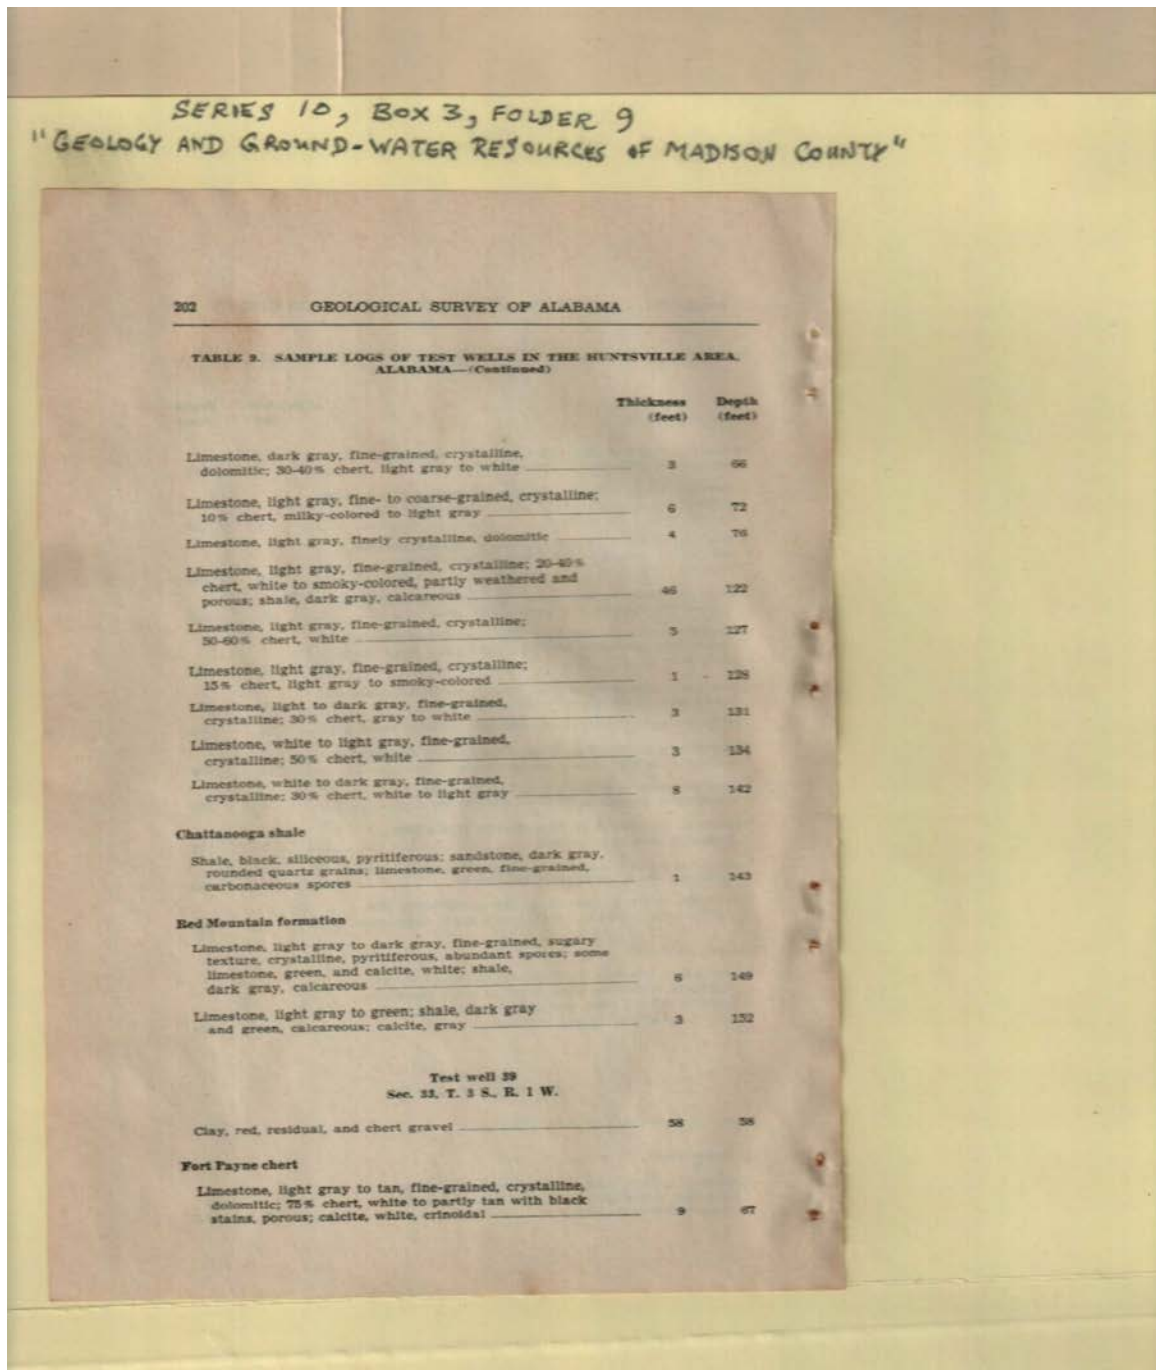 SERIES 10, BOX 3, FOLDER 9
"GEOLOGY AND GROUND-WATER RESOURCES OF MADISON COUNTY"
202 GEOLOGICAL SURVEY OF ALABAMA
TABLE 9. SAMPLE LOGS OF TEST WELLS IN THE HUNTSVILLE AREA,
ALABAMA—(Continued)
Thickness Depth
(feet) (feet)
Limestone, dark gray, fine-grained, crystalline,
dolomitic; 30-40% chert, light gray to white 3 66
Limestone, light gray, fine- to coarse-grained, crystalline;
10% chert, milky-colored to light gray 6 72
Limestone, light gray, finely crystalline, dolomitic 4 76
Limestone, light gray, fine-grained, crystalline; 20-40%
chert, white to smoky-colored, partly weathered and
porous; shale, dark gray, calcareous 46 122
Limestone, light gray, fine-grained, crystalline;
50-60% chert, white 5 127
Limestone, light gray, fine-grained, crystalline;
15% chert, light gray to smoky-colored 1 128
Limestone, light to dark gray, fine-grained,
crystalline; 30% chert, gray to white 3 131
Limestone, white to light gray, fine-grained,
crystalline; 50% chert, white 3 134
Limestone, white to dark gray, fine-grained,
crystalline; 30% chert, white to light gray 8 142
Chattanooga shale
Shale, black, siliceous, pyritiferous; sandstone, dark gray,
rounded quartz grains; limestone, green, fine-grained,
carbonaceous spores 1 143
Red Mountain formation
Limestone, light gray to dark gray, fine-grained, sugary
texture, crystalline, pyritiferous, abundant spores; some
limestone, green, and calcite, white; shale,
dark gray, calcareous 6 149
Limestone, light gray to green; shale, dark gray
and green, calcareous; calcite, gray 3 152
Test well 39
Sec. 33, T. 3 S., R. 1 W.
Clay, red, residual, and chert gravel 58 58
Fort Payne chert
Limestone, light gray to tan, fine-grained, crystalline,
dolomitic; 75% chert, white to partly tan with black
stains, porous; calcite, white, crinoidal 9 67